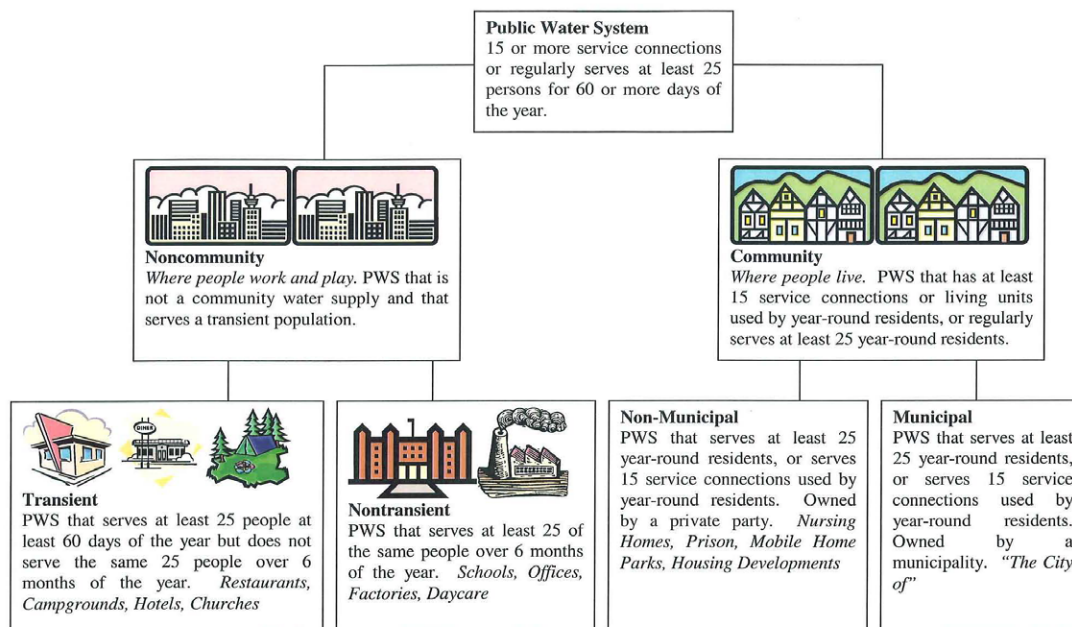 Public Water System
15 or more service connections
or regularly serves at least 25
persons for 60 or more days of
the year.
Noncommunity
Where people work and play. PWS that is
not a community water supply and that
serves a transient population.
Community
Where people live. PWS that has at least
15 service connections or living units
used by year-round residents, or regularly
serves at least 25 year-round residents.
DINER
Transient
PWS that serves at least 25 people at
least 60 days of the year but does not
serve the same 25 people over 6
months of the year. Restaurants,
Campgrounds, Hotels, Churches
Nontransient
PWS that serves at least 25 of
the same people over 6 months
of the year. Schools, Offices,
Factories, Daycare
Non-Municipal
PWS that serves at least 25
year-round residents, or serves
15 service connections used by
year-round residents. Owned
by a private party. Nursing
Homes, Prison, Mobile Home
Parks, Housing Developments
Municipal
PWS that serves at least
25 year-round residents,
or serves 15 service
connections used by
year-round residents.
Owned by a
municipality. “The City
of”